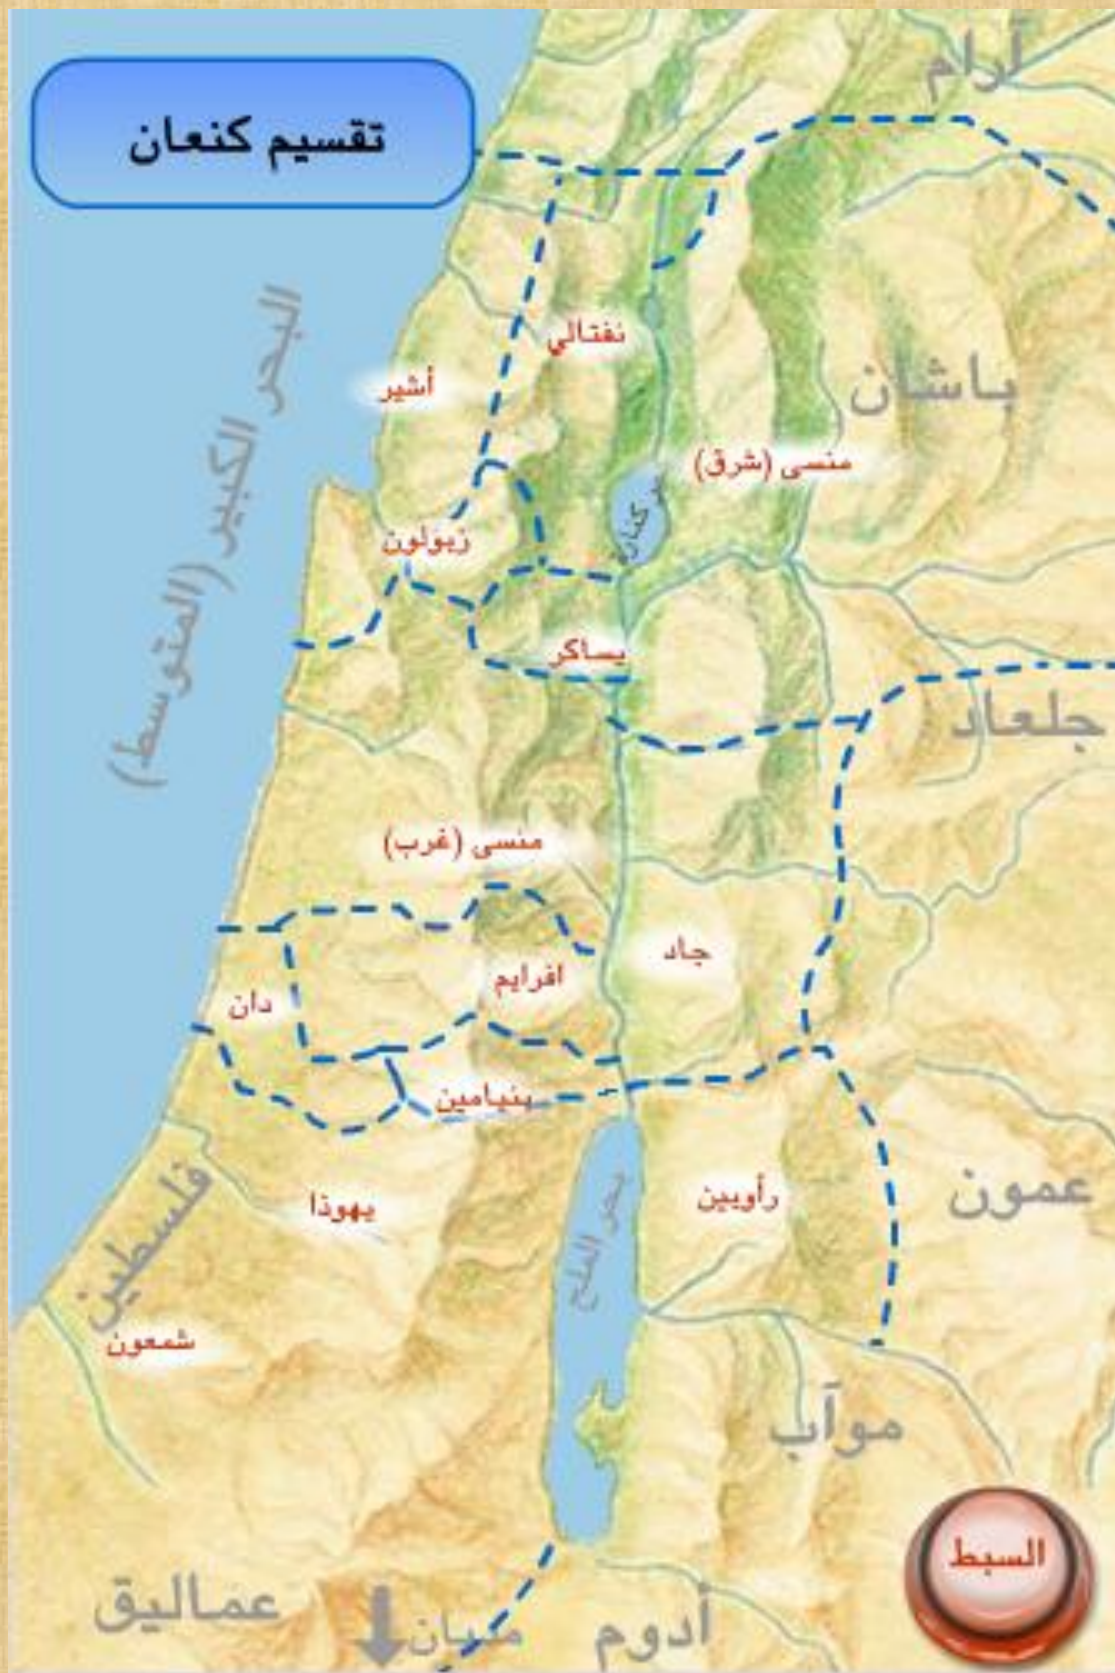 تقسيم كنعان
آرام
البحر الكبير (المتوسط)
نفتالي
أشير
باشان
منسى (شرق)
زبولون
يساكر
جلعاد
منسى (غرب)
جاد
افرايم
دان
بنيامين
عمون
رأوبين
يهوذا
بحر الملح
فلسطين
شمعون
موآب
السبط
عماليق
أدوم